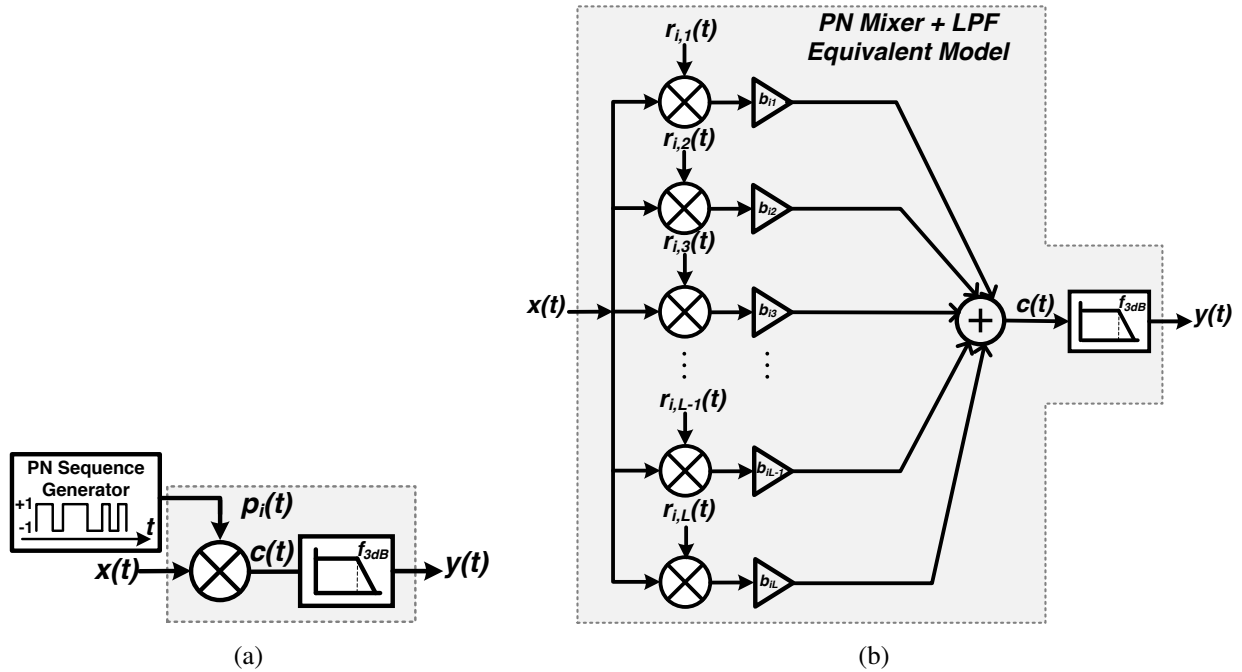 PN Sequence
Generator
+1
-1
t
p_i(t)
x(t)
c(t)
f_3dB
y(t)
(a)
PN Mixer + LPF
Equivalent Model
r_i,1(t)
b_i1
r_i,2(t)
b_i2
r_i,3(t)
x(t)
b_i3
+
c(t)
f_3dB
y(t)
r_i,L-1(t)
b_iL-1
r_i,L(t)
b_iL
(b)